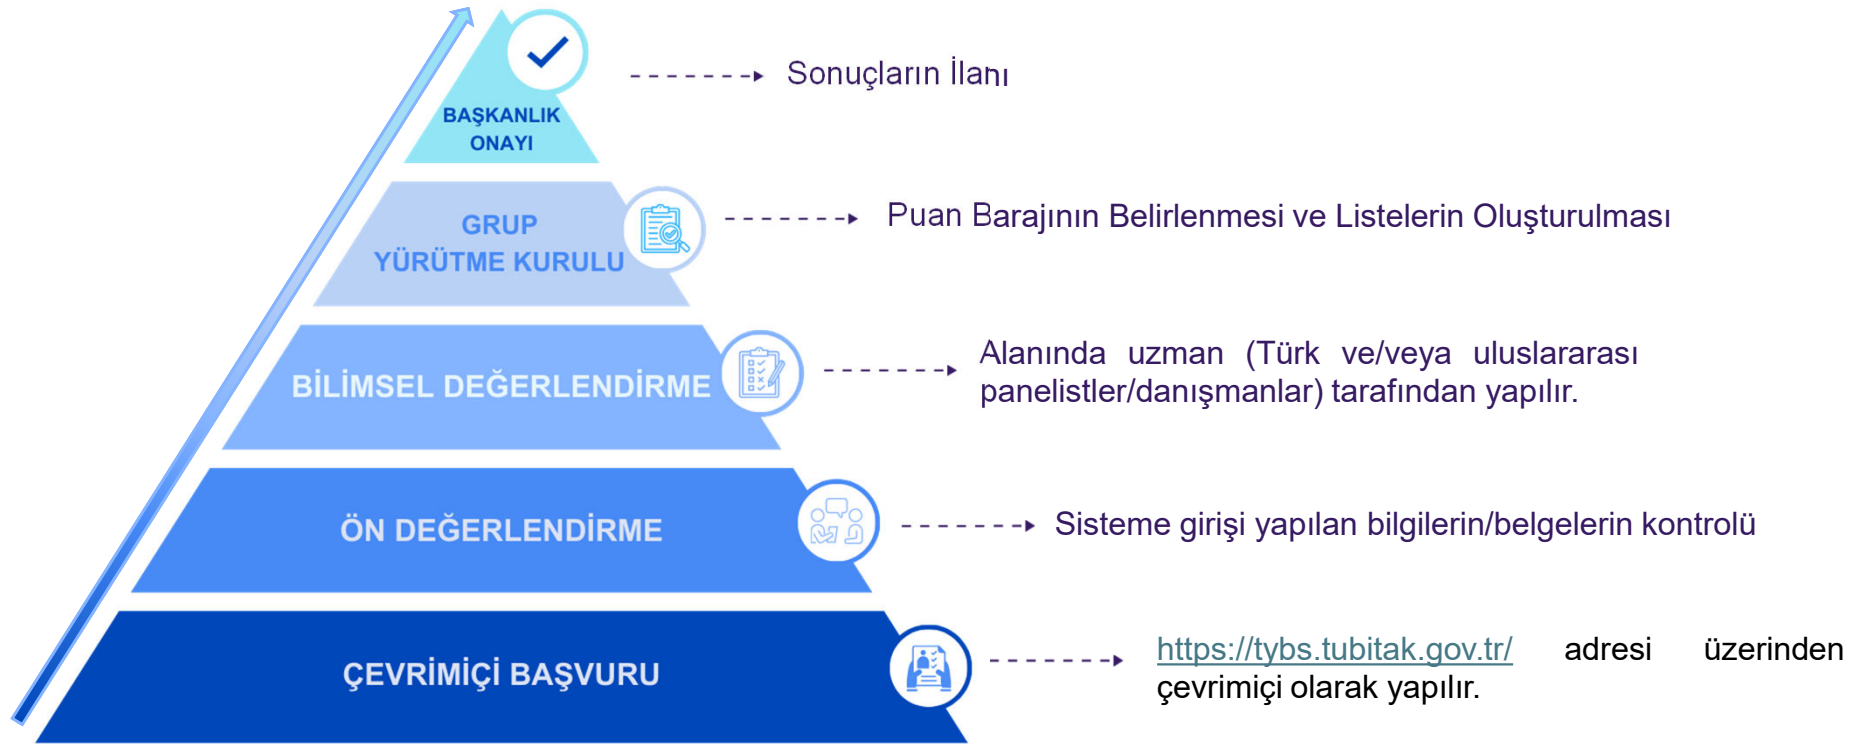 BAŞKANLIK
ONAYI
Sonuçların İlanı
GRUP
YÜRÜTME KURULU
Puan Barajının Belirlenmesi ve Listelerin Oluşturulması
BİLİMSEL DEĞERLENDİRME
Alanında uzman (Türk ve/veya uluslararası
panelistler/danışmanlar) tarafından yapılır.
ÖN DEĞERLENDİRME
Sisteme girişi yapılan bilgilerin/belgelerin kontrolü
ÇEVRİMİÇİ BAŞVURU
https://tybs.tubitak.gov.tr/ adresi üzerinden
çevrimiçi olarak yapılır.